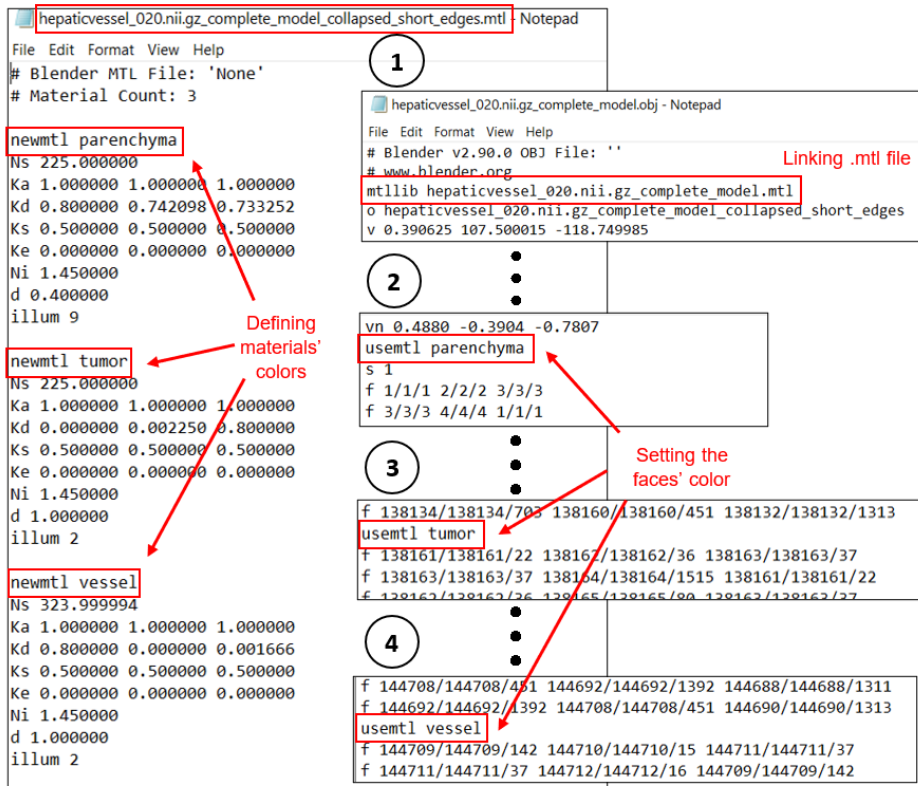 hepaticvessel_020.nii.gz_complete_model_collapsed_short_edges.mtl - Notepad
File Edit Format View Help
# Blender MTL File: 'None'
# Material Count: 3
newmtl parenchyma
Ns 225.000000
Ka 1.000000 1.000000 1.000000
Kd 0.800000 0.742098 0.733252
Ks 0.500000 0.500000 0.500000
Ke 0.000000 0.000000 0.000000
Ni 1.450000
d 0.400000
illum 9
newmtl tumor
Ns 225.000000
Ka 1.000000 1.000000 1.000000
Kd 0.000000 0.002250 0.800000
Ks 0.500000 0.500000 0.500000
Ke 0.000000 0.000000 0.000000
Ni 1.450000
d 1.000000
illum 2
newmtl vessel
Ns 323.999994
Ka 1.000000 1.000000 1.000000
Kd 0.800000 0.000000 0.001666
Ks 0.500000 0.500000 0.500000
Ke 0.000000 0.000000 0.000000
Ni 1.450000
d 1.000000
illum 2
Defining
materials'
colors
1
hepaticvessel_020.nii.gz_complete_model.obj - Notepad
File Edit Format View Help
# Blender v2.90.0 OBJ File: ''
# www.blender.org
Linking .mtl file
mtllib hepaticvessel_020.nii.gz_complete_model.mtl
o hepaticvessel_020.nii.gz_complete_model_collapsed_short_edges
v 0.390625 107.500015 -118.749985
2
vn 0.4880 -0.3904 -0.7807
usemtl parenchyma
s 1
f 1/1/1 2/2/2 3/3/3
f 3/3/3 4/4/4 1/1/1
Setting the
faces' color
3
f 138134/138134/703 138160/138160/451 138132/138132/1313
usemtl tumor
f 138161/138161/22 138162/138162/36 138163/138163/37
f 138163/138163/37 138164/138164/1515 138161/138161/22
f 138162/138162/36 138165/138165/80 138163/138163/37
4
f 144708/144708/451 144692/144692/1392 144688/144688/1311
f 144692/144692/1392 144708/144708/451 144690/144690/1313
usemtl vessel
f 144709/144709/142 144710/144710/15 144711/144711/37
f 144711/144711/37 144712/144712/16 144709/144709/142